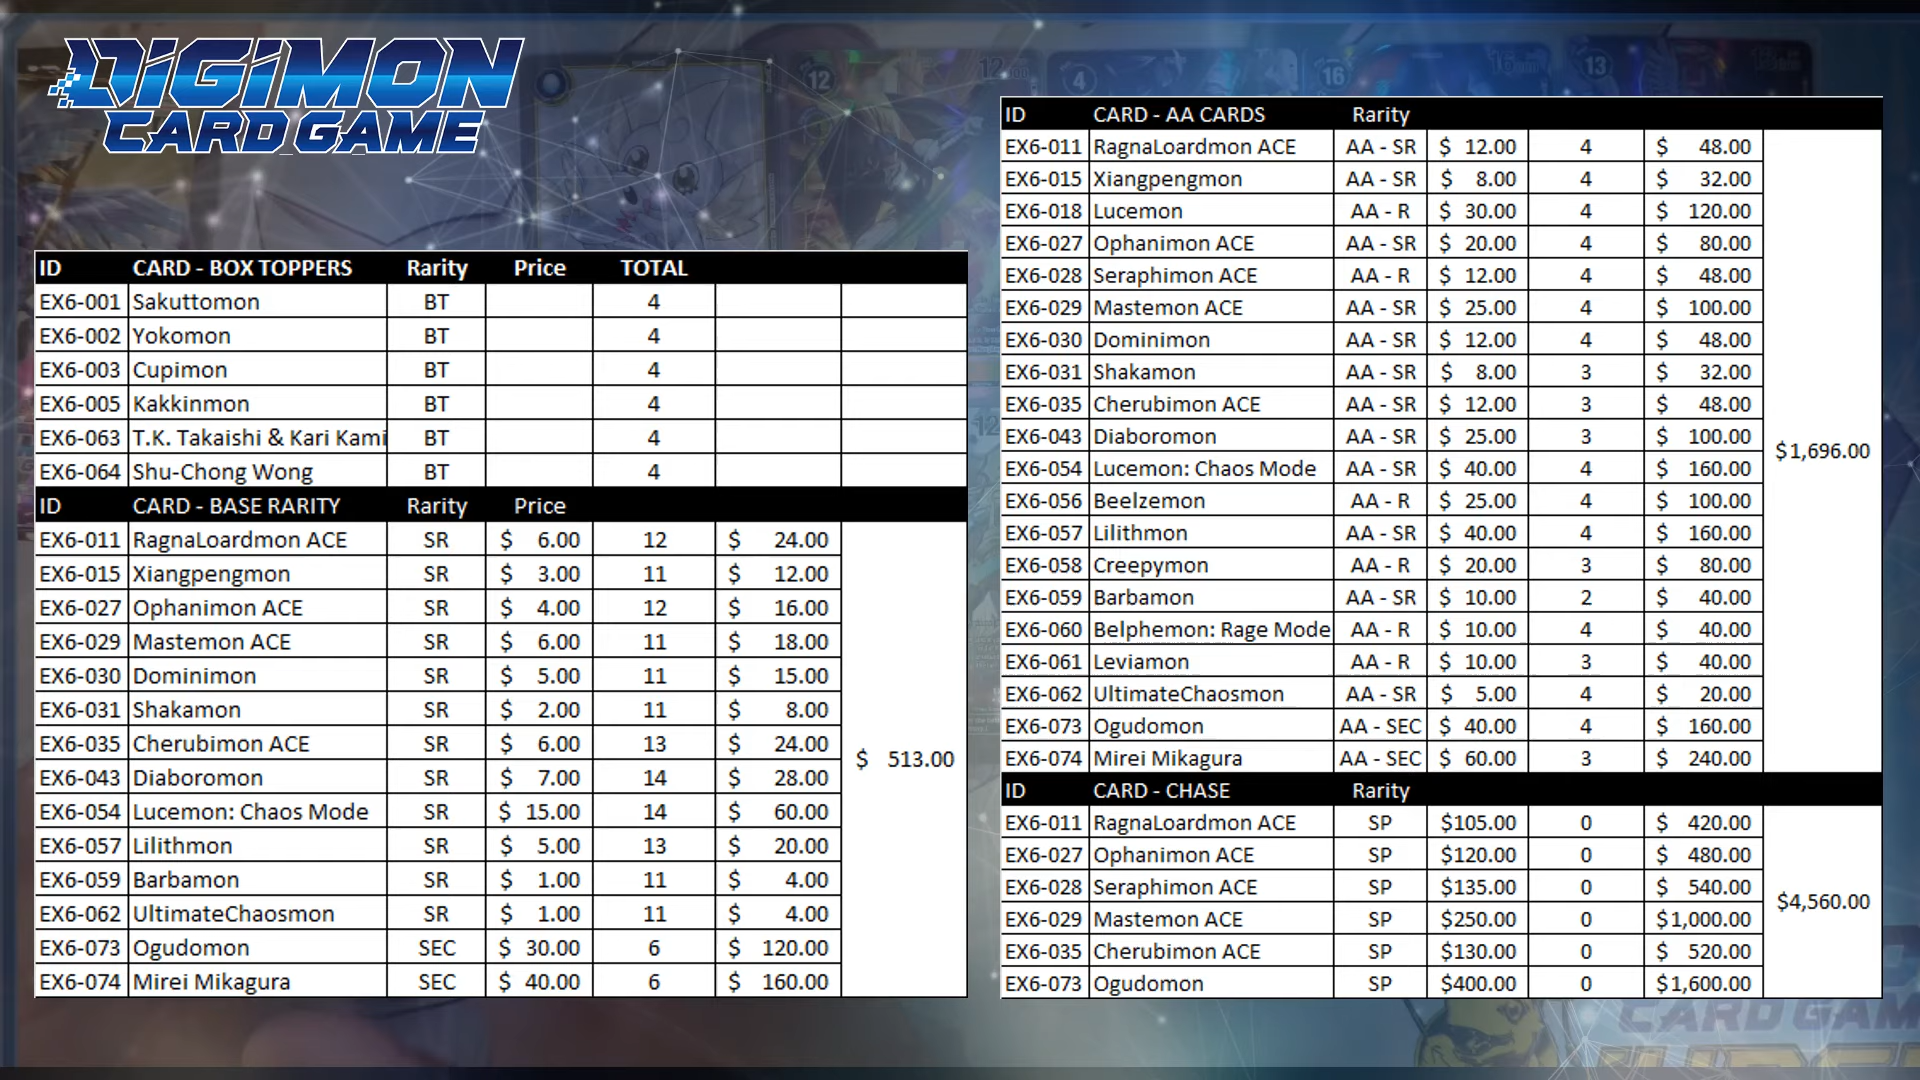 DIGIMON
CARD GAME
ID CARD - BOX TOPPERS Rarity Price TOTAL
EX6-001 Sakuttomon BT 4
EX6-002 Yokomon BT 4
EX6-003 Cupimon BT 4
EX6-005 Kakkinmon BT 4
EX6-063 T.K. Takaishi & Kari Kami BT 4
EX6-064 Shu-Chong Wong BT 4
ID CARD - BASE RARITY Rarity Price
EX6-011 RagnaLoardmon ACE SR $ 6.00 12 $ 24.00
EX6-015 Xiangpengmon SR $ 3.00 11 $ 12.00
EX6-027 Ophanimon ACE SR $ 4.00 12 $ 16.00
EX6-029 Mastemon ACE SR $ 6.00 11 $ 18.00
EX6-030 Dominimon SR $ 5.00 11 $ 15.00
EX6-031 Shakamon SR $ 2.00 11 $ 8.00
EX6-035 Cherubimon ACE SR $ 6.00 13 $ 24.00
$ 513.00
EX6-043 Diaboromon SR $ 7.00 14 $ 28.00
EX6-054 Lucemon: Chaos Mode SR $ 15.00 14 $ 60.00
EX6-057 Lilithmon SR $ 5.00 13 $ 20.00
EX6-059 Barbamon SR $ 1.00 11 $ 4.00
EX6-062 UltimateChaosmon SR $ 1.00 11 $ 4.00
EX6-073 Ogudomon SEC $ 30.00 6 $ 120.00
EX6-074 Mirei Mikagura SEC $ 40.00 6 $ 160.00
ID CARD - AA CARDS Rarity
EX6-011 RagnaLoardmon ACE AA - SR $ 12.00 4 $ 48.00
EX6-015 Xiangpengmon AA - SR $ 8.00 4 $ 32.00
EX6-018 Lucemon AA - R $ 30.00 4 $ 120.00
EX6-027 Ophanimon ACE AA - SR $ 20.00 4 $ 80.00
EX6-028 Seraphimon ACE AA - R $ 12.00 4 $ 48.00
EX6-029 Mastemon ACE AA - SR $ 25.00 4 $ 100.00
EX6-030 Dominimon AA - SR $ 12.00 4 $ 48.00
EX6-031 Shakamon AA - SR $ 8.00 3 $ 32.00
EX6-035 Cherubimon ACE AA - SR $ 12.00 3 $ 48.00
EX6-043 Diaboromon AA - SR $ 25.00 3 $ 100.00
$1,696.00
EX6-054 Lucemon: Chaos Mode AA - SR $ 40.00 4 $ 160.00
EX6-056 Beelzemon AA - R $ 25.00 4 $ 100.00
EX6-057 Lilithmon AA - SR $ 40.00 4 $ 160.00
EX6-058 Creepymon AA - R $ 20.00 3 $ 80.00
EX6-059 Barbamon AA - SR $ 10.00 2 $ 40.00
EX6-060 Belphemon: Rage Mode AA - R $ 10.00 4 $ 40.00
EX6-061 Leviamon AA - R $ 10.00 3 $ 40.00
EX6-062 UltimateChaosmon AA - SR $ 5.00 4 $ 20.00
EX6-073 Ogudomon AA - SEC $ 40.00 4 $ 160.00
EX6-074 Mirei Mikagura AA - SEC $ 60.00 3 $ 240.00
ID CARD - CHASE Rarity
EX6-011 RagnaLoardmon ACE SP $105.00 0 $ 420.00
EX6-027 Ophanimon ACE SP $120.00 0 $ 480.00
EX6-028 Seraphimon ACE SP $135.00 0 $ 540.00
$4,560.00
EX6-029 Mastemon ACE SP $250.00 0 $1,000.00
EX6-035 Cherubimon ACE SP $130.00 0 $ 520.00
EX6-073 Ogudomon SP $400.00 0 $1,600.00
CARD GAME